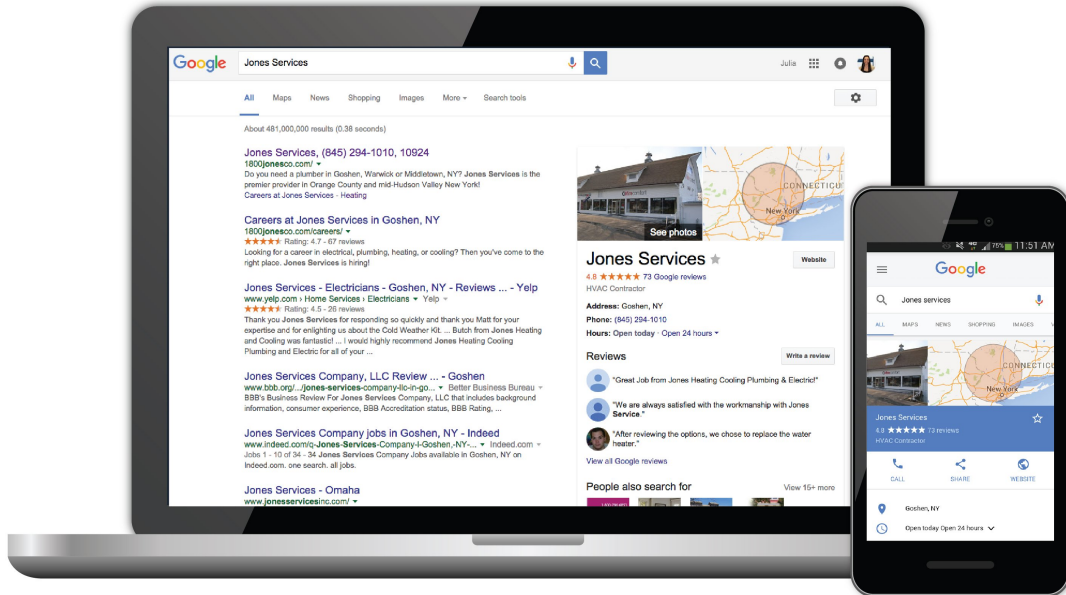 Google
Jones Services
Julia
All Maps News Shopping Images More Search tools
About 481,000,000 results (0.38 seconds)
Jones Services, (845) 294-1010, 10924
1800jonesco.com/
Do you need a plumber in Goshen, Warwick or Middletown, NY? Jones Services is the
premier provider in Orange County and mid-Hudson Valley New York!
Careers at Jones Services · Heating
Careers at Jones Services in Goshen, NY
1800jonesco.com/careers/
Rating: 4.7 - 67 reviews
Looking for a career in electrical, plumbing, heating, or cooling? Then you've come to the
right place. Jones Services is hiring!
Jones Services - Electricians - Goshen, NY - Reviews ... - Yelp
www.yelp.com › Home Services › Electricians Yelp
Rating: 4.5 - 26 reviews
Thank you Jones Services for responding so quickly and thank you Matt for your
expertise and for enlighting us about the Cold Weather Kit. ... Butch from Jones Heating
and Cooling was fantastic! ... I would highly recommend Jones Heating Cooling
Plumbing and Electric for all of your ...
Jones Services Company, LLC Review ... - Goshen
www.bbb.org/.../jones-services-company-llc-in-go... Better Business Bureau
BBB's Business Review For Jones Services Company, LLC that includes background
information, consumer experience, BBB Accreditation status, BBB Rating, ...
Jones Services Company jobs in Goshen, NY - Indeed
www.indeed.com/q-Jones-Services-Company-l-Goshen,-NY-... Indeed.com
Jobs 1 - 10 of 34 - 34 Jones Services Company Jobs available in Goshen, NY on
Indeed.com. one search. all jobs.
Jones Services - Omaha
www.jonesservicesinc.com/
See photos
CONNECTICU
New York
Jones Services
Website
4.8 73 Google reviews
HVAC Contractor
Address: Goshen, NY
Phone: (845) 294-1010
Hours: Open today · Open 24 hours
Reviews
Write a review
"Great Job from Jones Heating Cooling Plumbing & Electric!"
"We are always satisfied with the workmanship with Jones
Service."
"After reviewing the options, we chose to replace the water
heater."
View all Google reviews
People also search for
View 15+ more
75% 11:51 AM
Google
Jones services
ALL MAPS NEWS SHOPPING IMAGES
CONNECTIC
New York
Jones Services
4.8 73 reviews
HVAC Contractor
CALL SHARE WEBSITE
Goshen, NY
Open today Open 24 hours